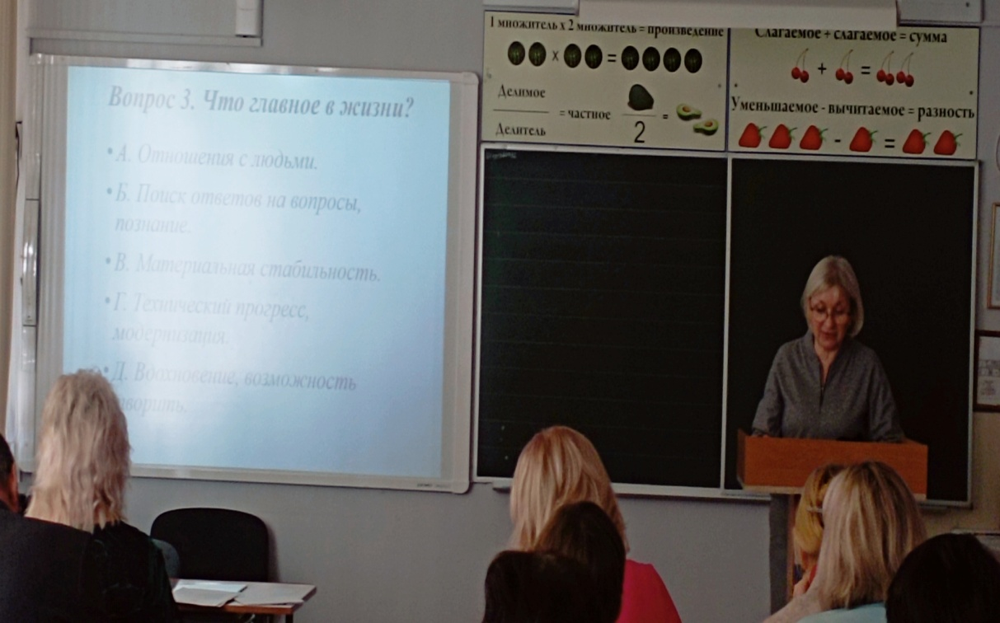 Вопрос 3. Что главное в жизни?
• А. Отношения с людьми.
• Б. Поиск ответов на вопросы,
познание.
• В. Материальная стабильность.
• Г. Технический прогресс,
модернизация.
• Д. Вдохновение, возможность
творить.
1 множитель х 2 множитель = произведение
х =
Делимое
= частное
Делитель
2
=
Слагаемое + слагаемое = сумма
+ =
Уменьшаемое - вычитаемое = разность
- =